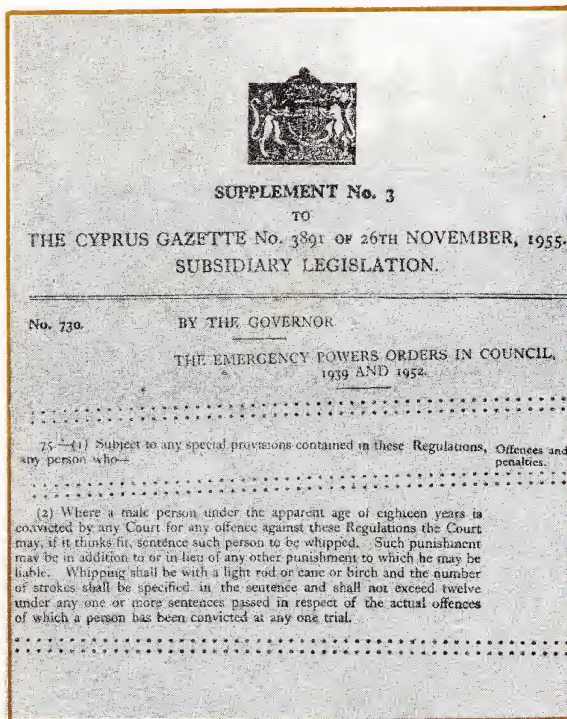 SUPPLEMENT No. 3
TO
THE CYPRUS GAZETTE No. 3891 OF 26TH NOVEMBER, 1955.
SUBSIDIARY LEGISLATION.
No. 730. BY THE GOVERNOR
THE EMERGENCY POWERS ORDERS IN COUNCIL,
1939 AND 1952.
75.—(1) Subject to any special provisions contained in these Regulations, Offences and
any person who— penalties.
(2) Where a male person under the apparent age of eighteen years is
convicted by any Court for any offence against these Regulations the Court
may, if it thinks fit, sentence such person to be whipped. Such punishment
may be in addition to or in lieu of any other punishment to which he may be
liable. Whipping shall be with a light rod or cane or birch and the number
of strokes shall be specified in the sentence and shall not exceed twelve
under any one or more sentences passed in respect of the actual offences
of which a person has been convicted at any one trial.